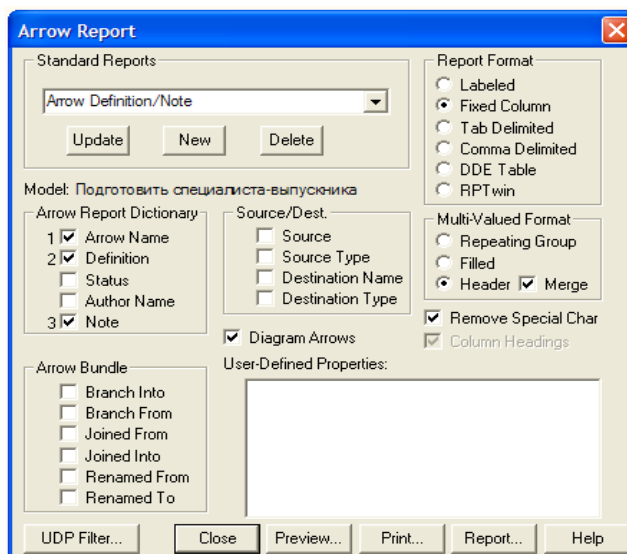 Arrow Report
Standard Reports
Arrow Definition/Note
Update New Delete
Model: Подготовить специалиста-выпускника
Arrow Report Dictionary
1 Arrow Name
2 Definition
Status
Author Name
3 Note
Source/Dest.
Source
Source Type
Destination Name
Destination Type
Diagram Arrows
Arrow Bundle
Branch Into
Branch From
Joined From
Joined Into
Renamed From
Renamed To
User-Defined Properties:
Report Format
Labeled
Fixed Column
Tab Delimited
Comma Delimited
DDE Table
RPTwin
Multi-Valued Format
Repeating Group
Filled
Header Merge
Remove Special Char
Column Headings
UDP Filter... Close Preview... Print... Report... Help